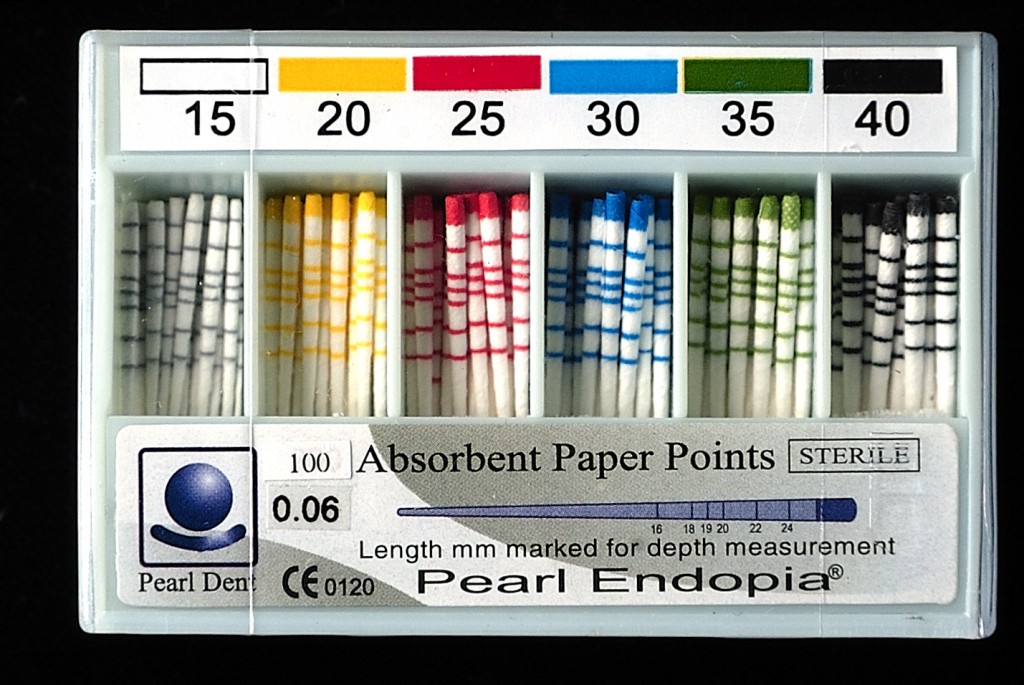 15 20 25 30 35 40
100 Absorbent Paper Points STERILE
0.06
16 18 19 20 22 24
Length mm marked for depth measurement
Pearl Dent CE 0120 Pearl Endopia®